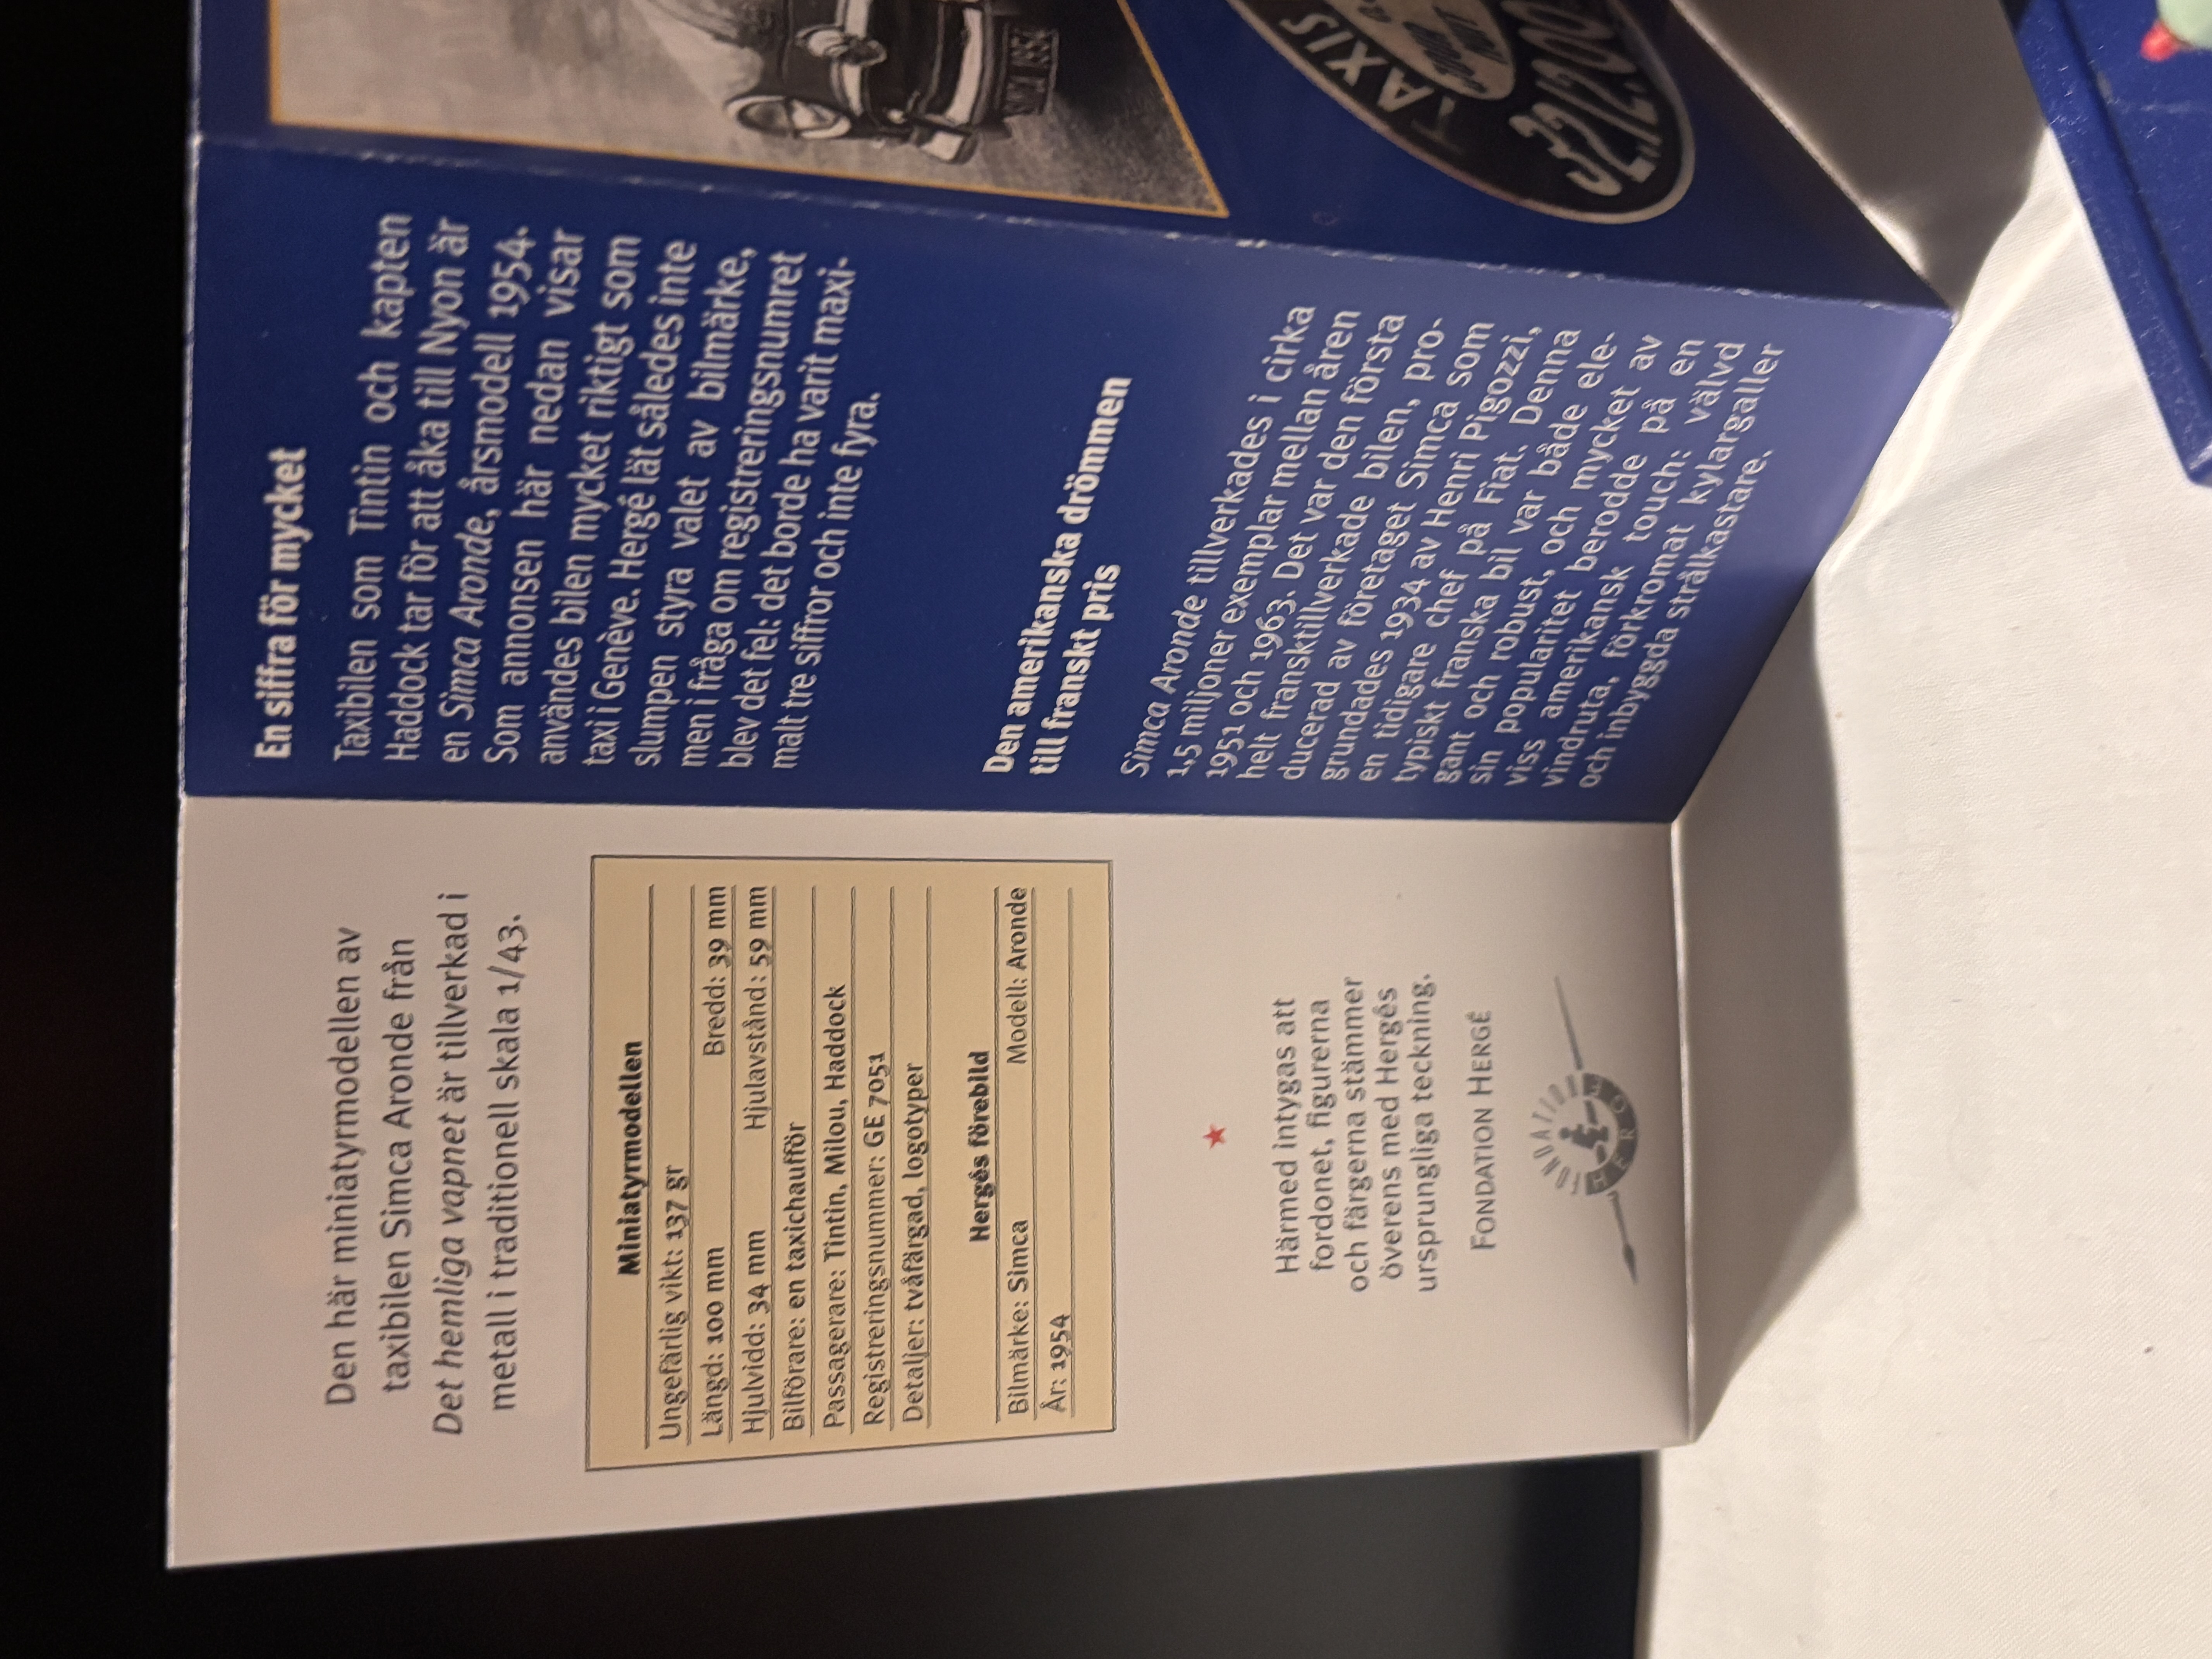 Den här miniatyrmodellen av
taxibilen Simca Aronde från
Det hemliga vapnet är tillverkad i
metall i traditionell skala 1/43.
Miniatyrmodellen
Ungefärlig vikt: 137 gr
Längd: 100 mm Bredd: 39 mm
Hjulvidd: 34 mm Hjulavstånd: 59 mm
Bilförare: en taxichaufför
Passagerare: Tintin, Milou, Haddock
Registreringsnummer: GE 7051
Detaljer: tvåfärgad, logotyper
Hergés förebild
Bilmärke: Simca Modell: Aronde
År: 1954
Härmed intygas att
fordonet, figurerna
och färgerna stämmer
överens med Hergés
ursprungliga teckning.
FONDATION HERGÉ
FONDATION
HERGÉ
En siffra för mycket
Taxibilen som Tintin och kapten
Haddock tar för att åka till Nyon är
en Simca Aronde, årsmodell 1954.
Som annonsen här nedan visar
användes bilen mycket riktigt som
taxi i Genève. Hergé lät således inte
slumpen styra valet av bilmärke,
men i fråga om registreringsnumret
blev det fel: det borde ha varit maxi-
malt tre siffror och inte fyra.
Den amerikanska drömmen
till franskt pris
Simca Aronde tillverkades i cirka
1,5 miljoner exemplar mellan åren
1951 och 1963. Det var den första
helt fransktillverkade bilen, pro-
ducerad av företaget Simca som
grundades 1934 av Henri Pigozzi,
en tidigare chef på Fiat. Denna
typiskt franska bil var både ele-
gant och robust, och mycket av
sin popularitet berodde på en
viss amerikansk touch: välvd
vindruta, förkromat kylargaller
och inbyggda strålkastare.
TAXIS